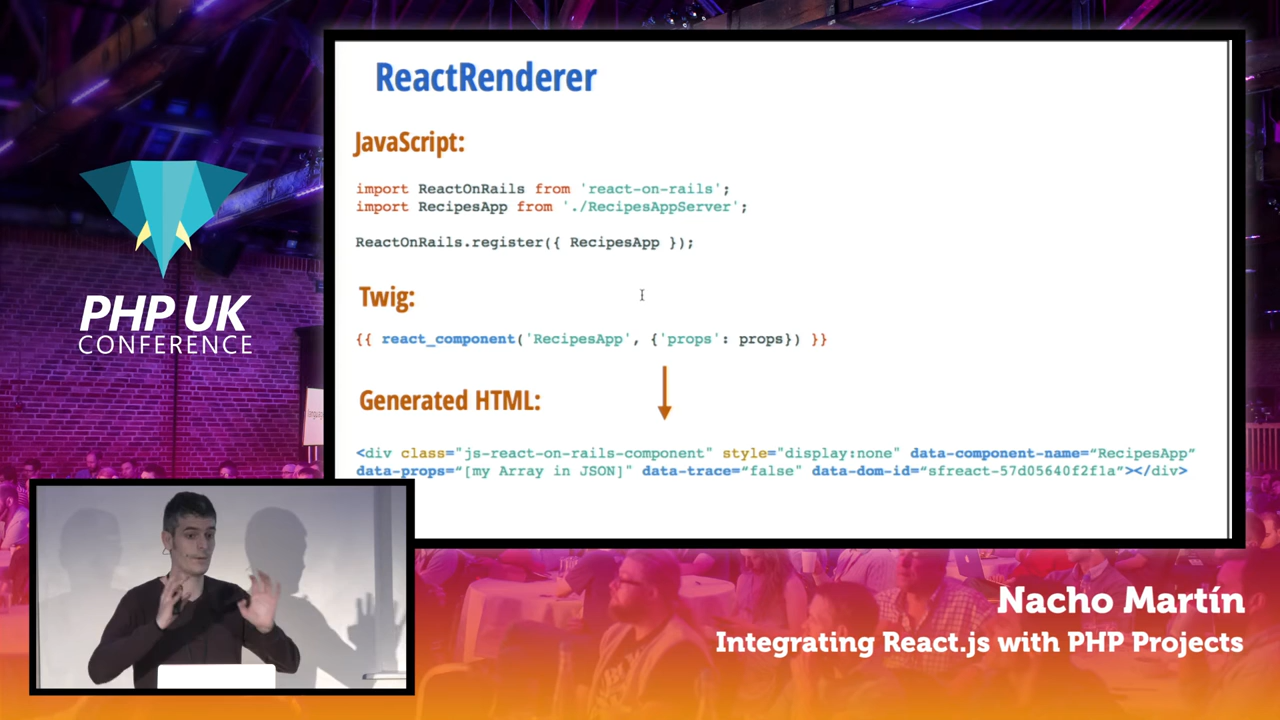 ReactRenderer
JavaScript:
import ReactOnRails from 'react-on-rails';
import RecipesApp from './RecipesAppServer';
ReactOnRails.register({ RecipesApp });
Twig:
{{ react_component('RecipesApp', {'props': props}) }}
Generated HTML:
<div class="js-react-on-rails-component" style="display:none" data-component-name=“RecipesApp”
data-props=“[my Array in JSON]" data-trace=“false" data-dom-id=“sfreact-57d05640f2f1a”></div>
PHP UK
CONFERENCE
Nacho Martín
Integrating React.js with PHP Projects